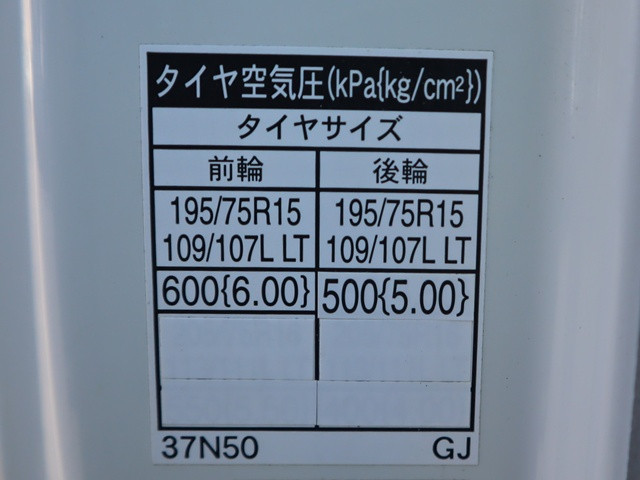 タイヤ空気圧(kPa{kg/cm²})
タイヤサイズ
前輪 後輪
195/75R15 195/75R15
109/107L LT 109/107L LT
600{6.00} 500{5.00}
37N50 GJ